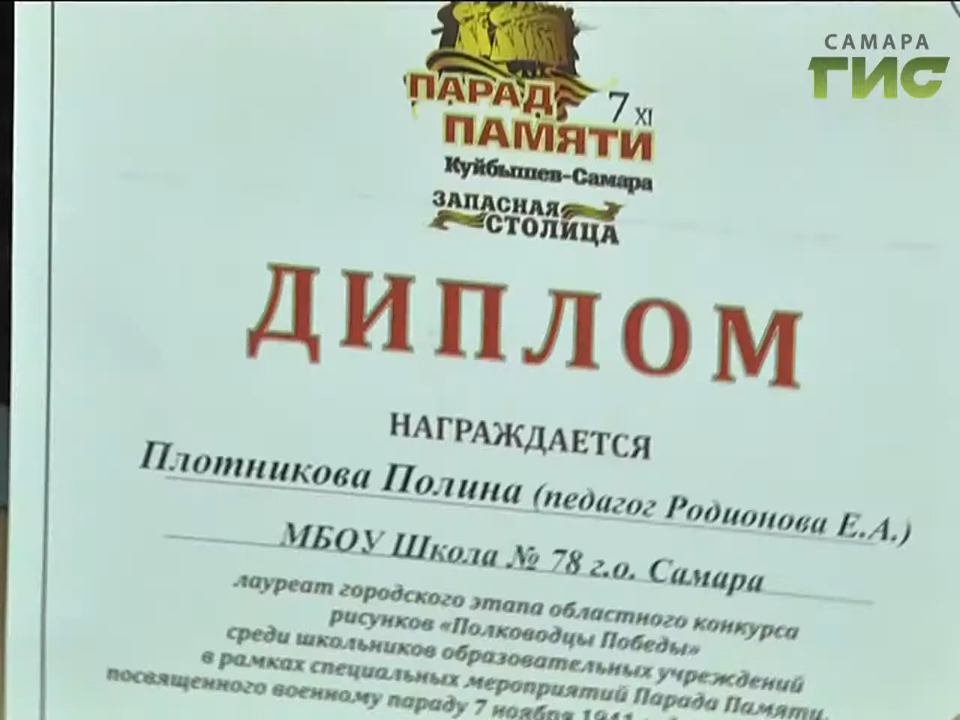 САМАРА
ГИС
ПАРАД
7 XI
ПАМЯТИ
Куйбышев-Самара
ЗАПАСНАЯ
СТОЛИЦА
ДИПЛОМ
НАГРАЖДАЕТСЯ
Плотникова Полина (педагог Родионова Е.А.)
МБОУ Школа № 78 г.о. Самара
лауреат городского этапа областного конкурса
рисунков «Полководцы Победы»
среди школьников образовательных учреждений
в рамках специальных мероприятий Парада Памяти,
посвященного военному параду 7 ноября 1941